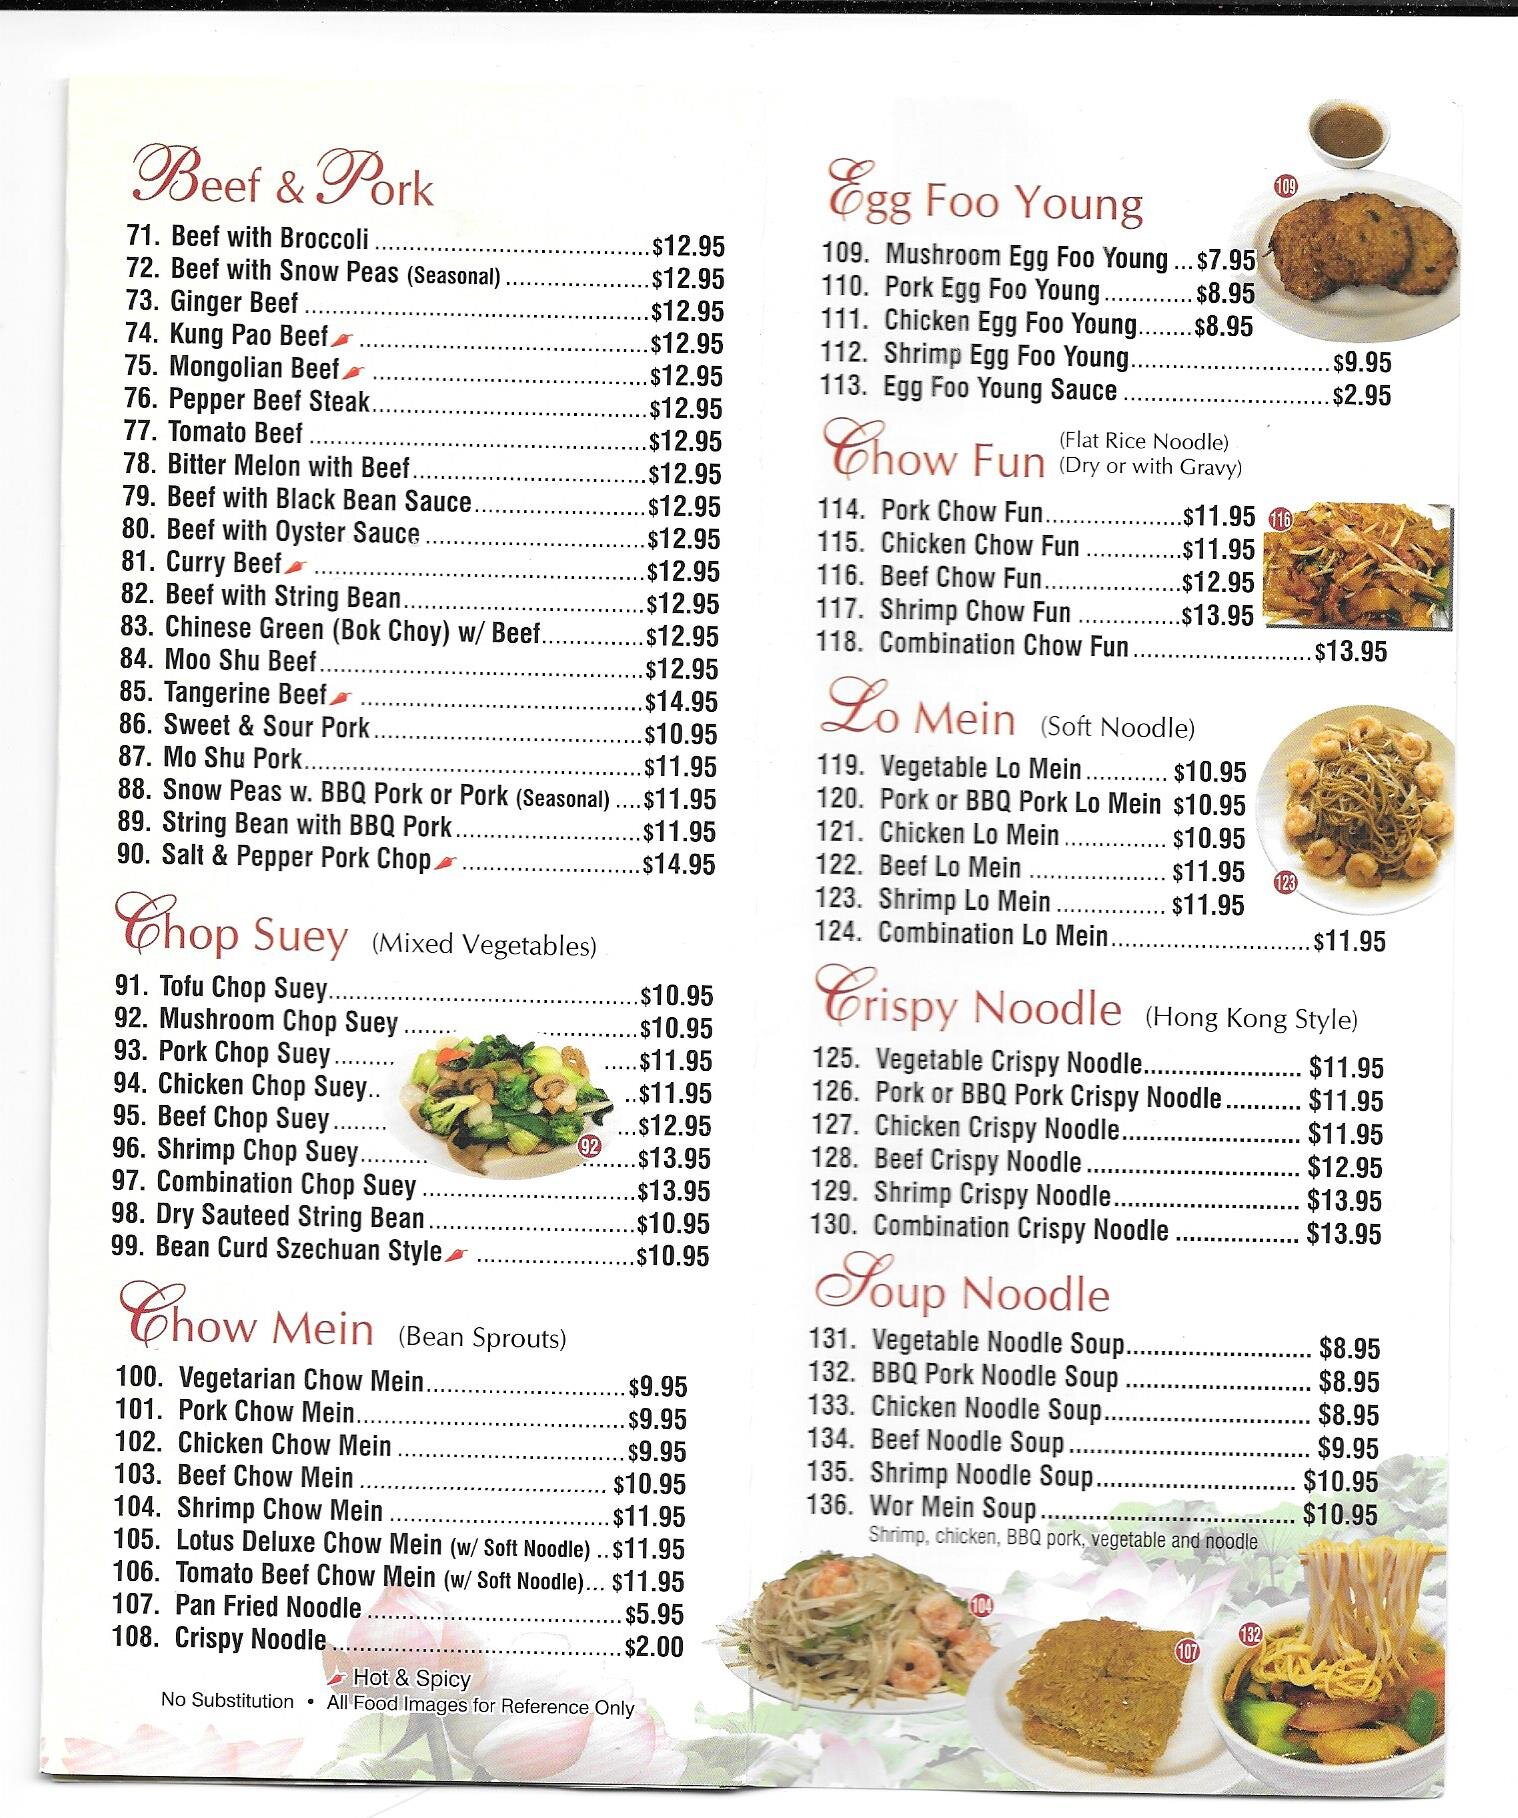 Beef & Pork
71. Beef with Broccoli ........ $12.95
72. Beef with Snow Peas (Seasonal) ........ $12.95
73. Ginger Beef ........ $12.95
74. Kung Pao Beef ........ $12.95
75. Mongolian Beef ........ $12.95
76. Pepper Beef Steak ........ $12.95
77. Tomato Beef ........ $12.95
78. Bitter Melon with Beef ........ $12.95
79. Beef with Black Bean Sauce ........ $12.95
80. Beef with Oyster Sauce ........ $12.95
81. Curry Beef ........ $12.95
82. Beef with String Bean ........ $12.95
83. Chinese Green (Bok Choy) w/ Beef ........ $12.95
84. Moo Shu Beef ........ $12.95
85. Tangerine Beef ........ $14.95
86. Sweet & Sour Pork ........ $10.95
87. Mo Shu Pork ........ $11.95
88. Snow Peas w. BBQ Pork or Pork (Seasonal) .... $11.95
89. String Bean with BBQ Pork ........ $11.95
90. Salt & Pepper Pork Chop ........ $14.95
Chop Suey (Mixed Vegetables)
91. Tofu Chop Suey ........ $10.95
92. Mushroom Chop Suey ........ $10.95
93. Pork Chop Suey ........ $11.95
94. Chicken Chop Suey .. $11.95
95. Beef Chop Suey ........ $12.95
96. Shrimp Chop Suey ........ $13.95
92
97. Combination Chop Suey ........ $13.95
98. Dry Sauteed String Bean ........ $10.95
99. Bean Curd Szechuan Style ........ $10.95
Chow Mein (Bean Sprouts)
100. Vegetarian Chow Mein ........ $9.95
101. Pork Chow Mein ........ $9.95
102. Chicken Chow Mein ........ $9.95
103. Beef Chow Mein ........ $10.95
104. Shrimp Chow Mein ........ $11.95
105. Lotus Deluxe Chow Mein (w/ Soft Noodle) .. $11.95
106. Tomato Beef Chow Mein (w/ Soft Noodle) ... $11.95
107. Pan Fried Noodle ........ $5.95
108. Crispy Noodle ........ $2.00
Hot & Spicy
No Substitution • All Food Images for Reference Only
Egg Foo Young
109
109. Mushroom Egg Foo Young ... $7.95
110. Pork Egg Foo Young ........ $8.95
111. Chicken Egg Foo Young ........ $8.95
112. Shrimp Egg Foo Young ........ $9.95
113. Egg Foo Young Sauce ........ $2.95
Chow Fun (Flat Rice Noodle)
(Dry or with Gravy)
114. Pork Chow Fun ........ $11.95
116
115. Chicken Chow Fun ........ $11.95
116. Beef Chow Fun ........ $12.95
117. Shrimp Chow Fun ........ $13.95
118. Combination Chow Fun ........ $13.95
Lo Mein (Soft Noodle)
119. Vegetable Lo Mein ........ $10.95
120. Pork or BBQ Pork Lo Mein $10.95
121. Chicken Lo Mein ........ $10.95
122. Beef Lo Mein ........ $11.95
123
123. Shrimp Lo Mein ........ $11.95
124. Combination Lo Mein ........ $11.95
Crispy Noodle (Hong Kong Style)
125. Vegetable Crispy Noodle ........ $11.95
126. Pork or BBQ Pork Crispy Noodle ........ $11.95
127. Chicken Crispy Noodle ........ $11.95
128. Beef Crispy Noodle ........ $12.95
129. Shrimp Crispy Noodle ........ $13.95
130. Combination Crispy Noodle ........ $13.95
Soup Noodle
131. Vegetable Noodle Soup ........ $8.95
132. BBQ Pork Noodle Soup ........ $8.95
133. Chicken Noodle Soup ........ $8.95
134. Beef Noodle Soup ........ $9.95
135. Shrimp Noodle Soup ........ $10.95
136. Wor Mein Soup ........ $10.95
Shrimp, chicken, BBQ pork, vegetable and noodle
104
107
132